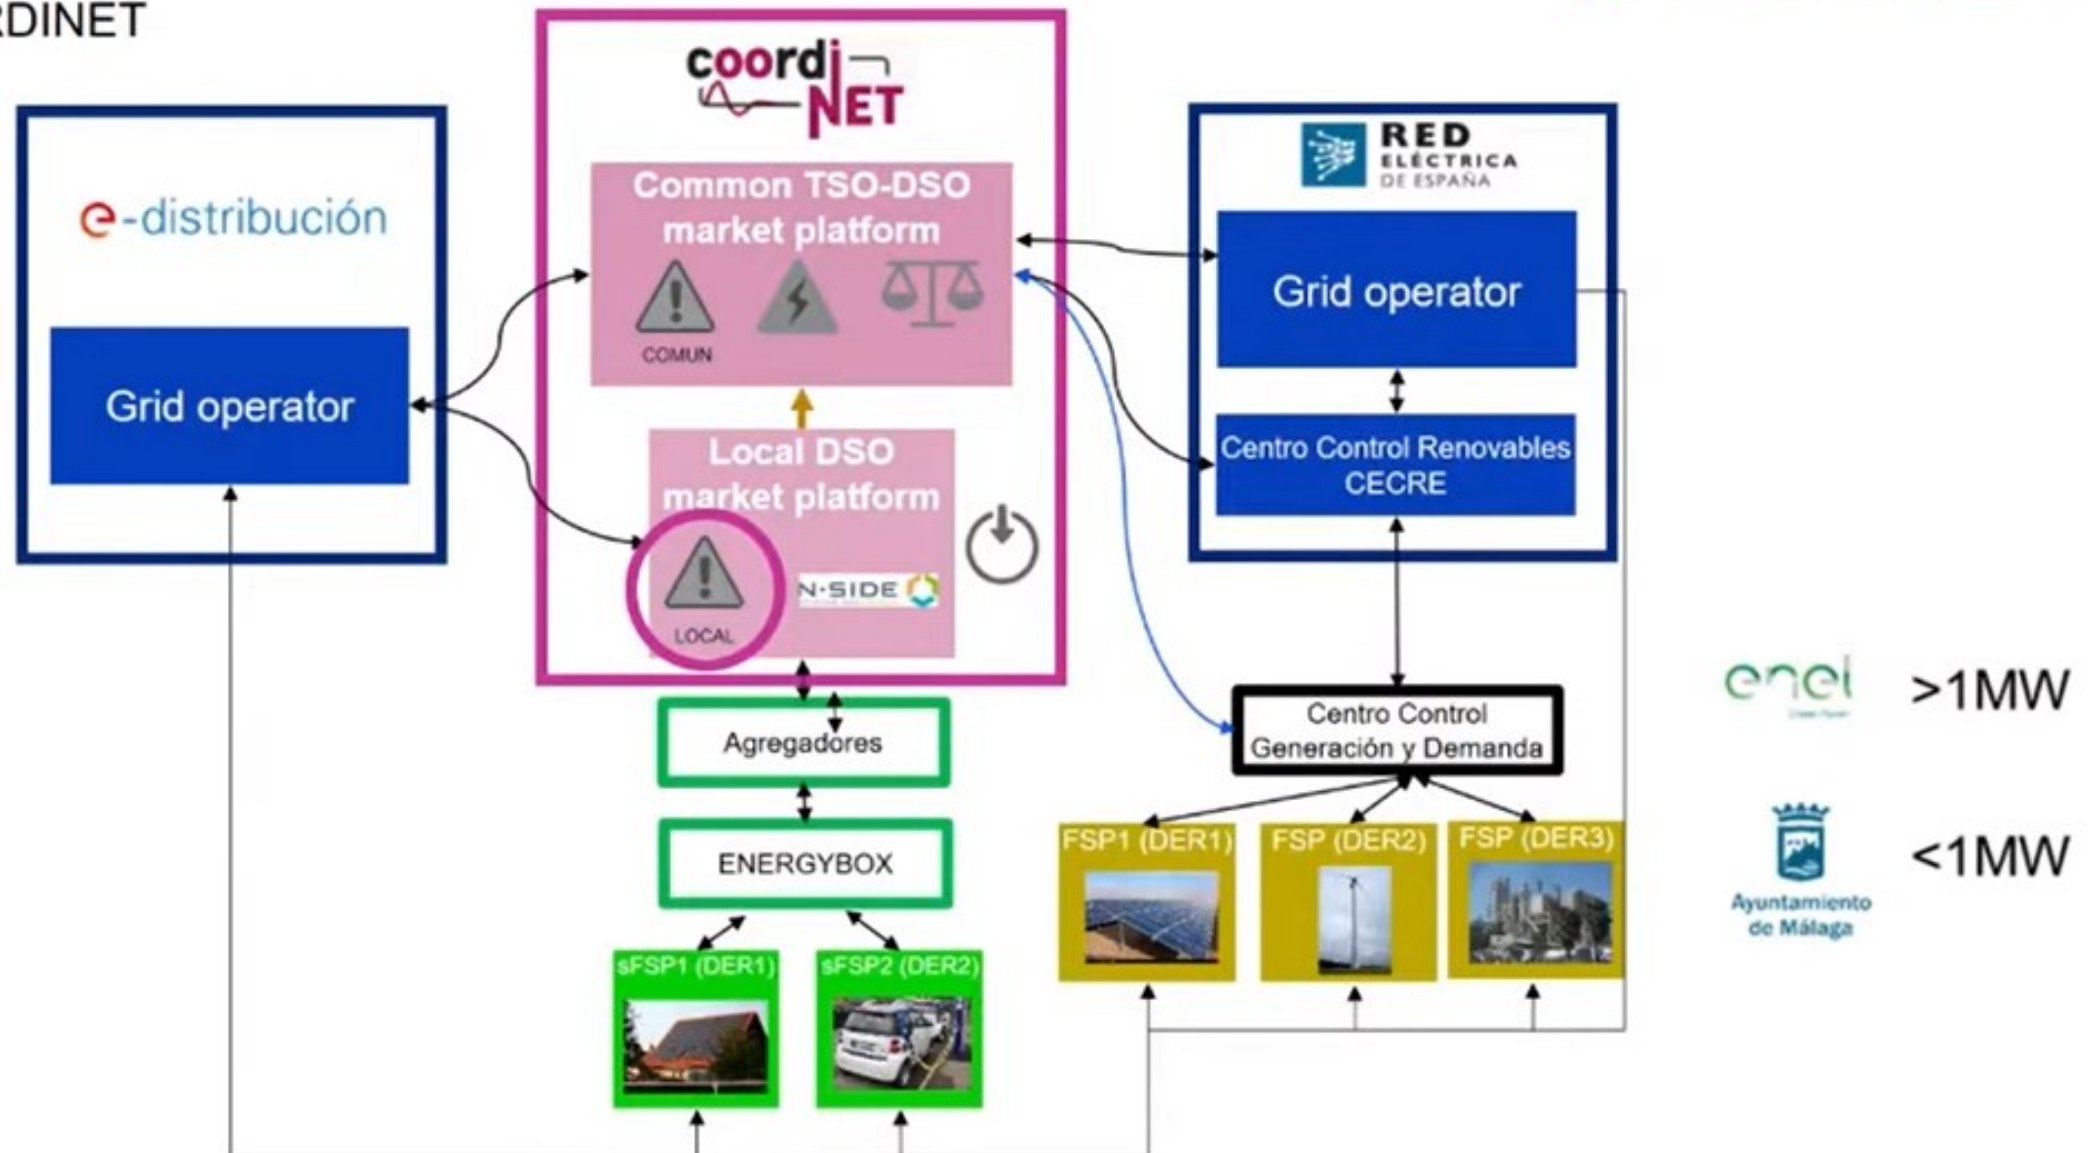 RDINET
coordi
NET
e-distribución
Grid operator
Common TSO-DSO
market platform
COMUN
Local DSO
market platform
N-SIDE
LOCAL
RED
ELÉCTRICA
DE ESPAÑA
Grid operator
Centro Control Renovables
CECRE
Agregadores
ENERGYBOX
sFSP1 (DER1)
sFSP2 (DER2)
Centro Control
Generación y Demanda
FSP1 (DER1)
FSP (DER2)
FSP (DER3)
enel
>1MW
<1MW
Ayuntamiento
de Málaga